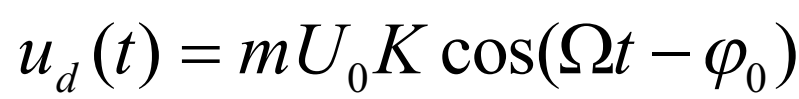 u_d(t) = mU_0K cos(Ωt − φ_0)